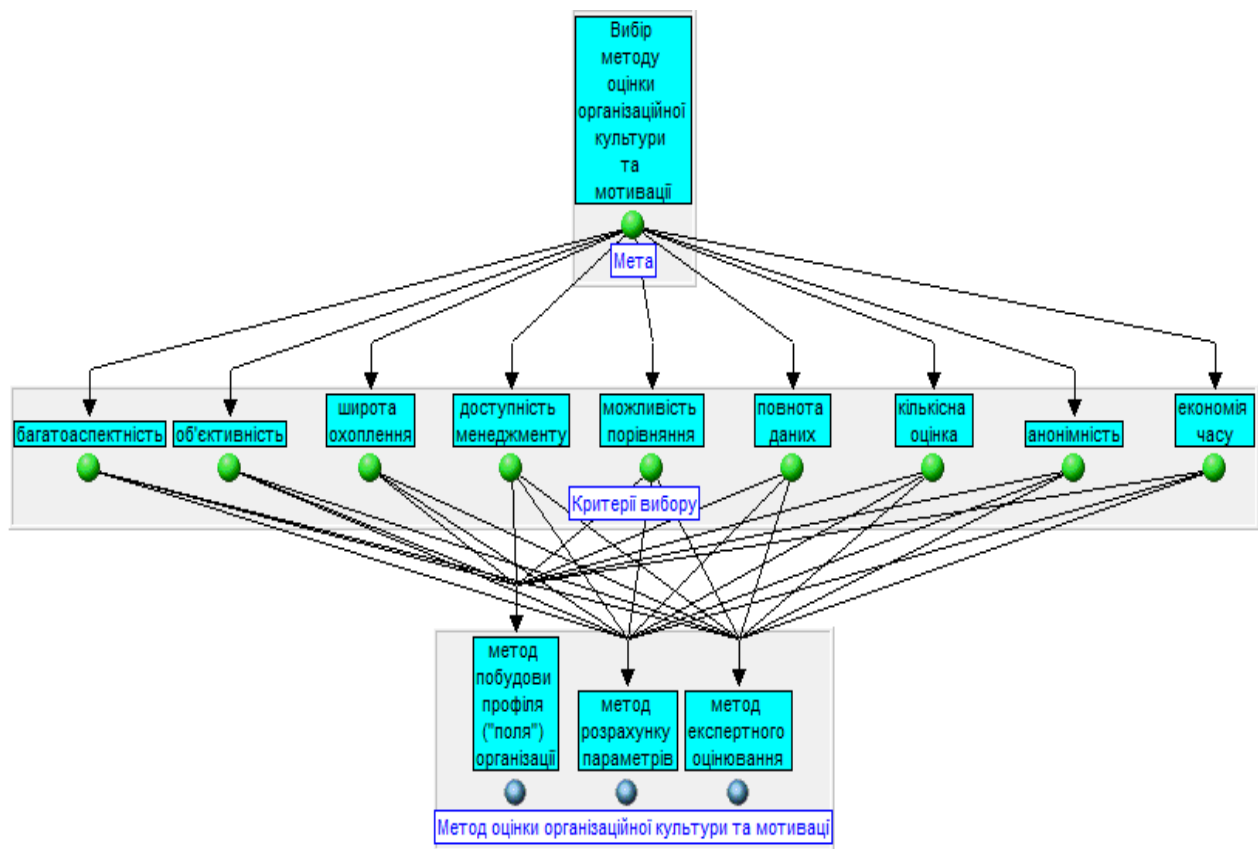 Вибір
методу
оцінки
організаційної
культури
та
мотивації
Мета
багатоаспектність
об'єктивність
широта
охоплення
доступність
менеджменту
можливість
порівняння
повнота
даних
кількісна
оцінка
анонімність
економія
часу
Критерії вибору
метод
побудови
профіля
("поля")
організації
метод
розрахунку
параметрів
метод
експертного
оцінювання
Метод оцінки організаційної культури та мотиваці